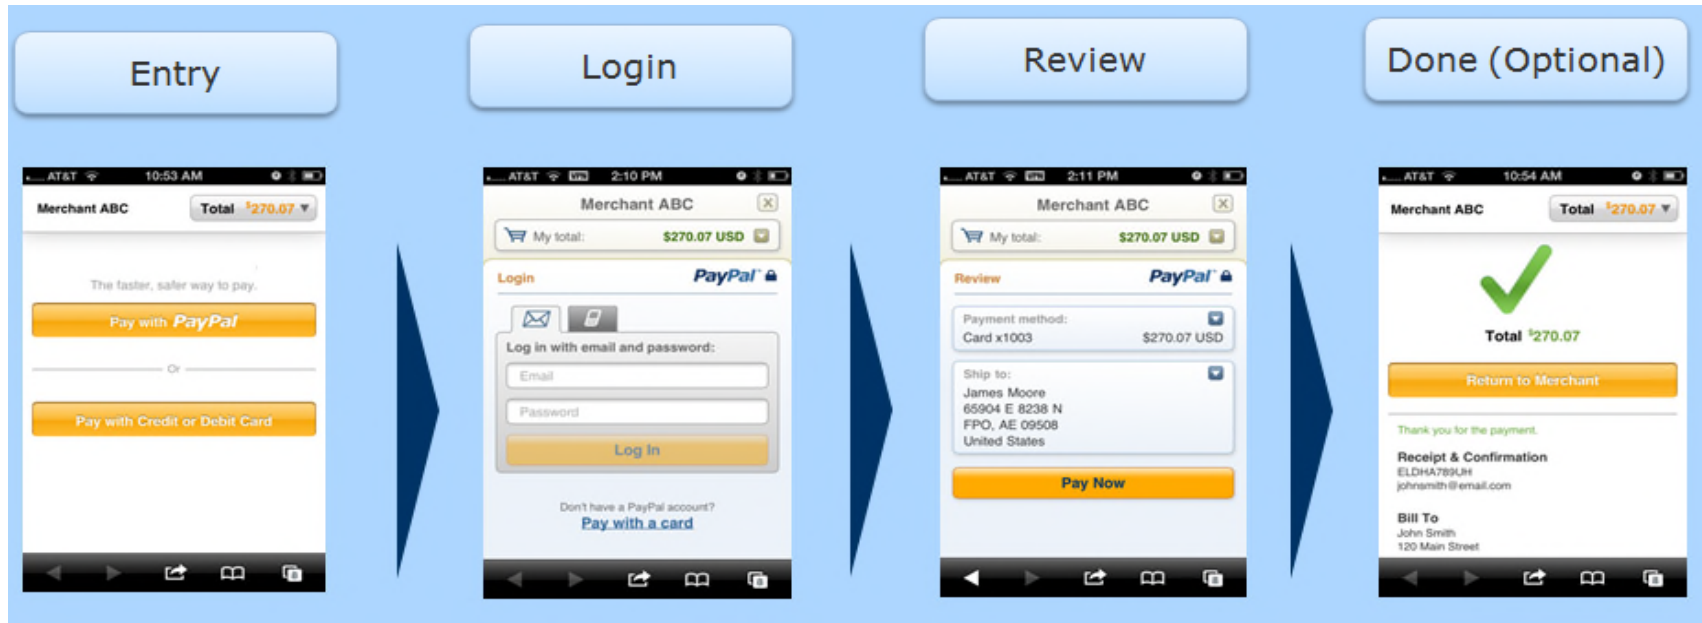 Entry
AT&T 10:53 AM
Merchant ABC Total $270.07
The faster, safer way to pay.
Pay with PayPal
Or
Pay with Credit or Debit Card
Login
AT&T VPN 2:10 PM
Merchant ABC
My total: $270.07 USD
Login PayPal
Log in with email and password:
Email
Password
Log In
Don't have a PayPal account?
Pay with a card
Review
AT&T VPN 2:11 PM
Merchant ABC
My total: $270.07 USD
Review PayPal
Payment method:
Card x1003 $270.07 USD
Ship to:
James Moore
65904 E 8238 N
FPO, AE 09508
United States
Pay Now
Done (Optional)
AT&T 10:54 AM
Merchant ABC Total $270.07
Total $270.07
Return to Merchant
Thank you for the payment.
Receipt & Confirmation
ELDHA789UH
johnsmith@email.com
Bill To
John Smith
120 Main Street